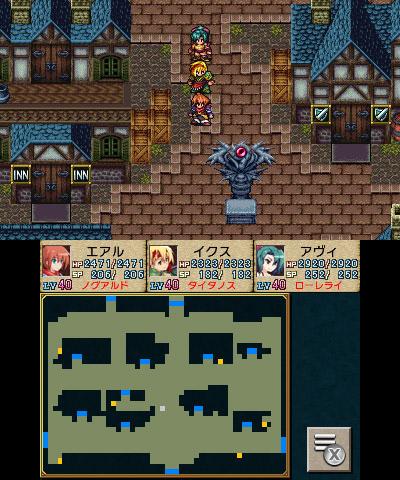 INN INN
エアル イクス アヴィ
HP 2471/2471 HP 2323/2323 HP 2920/2920
SP 206/ 206 SP 182/ 182 SP 252/ 252
LV 40 ノグアルド LV 40 タイタノス LV 40 ローレライ
X